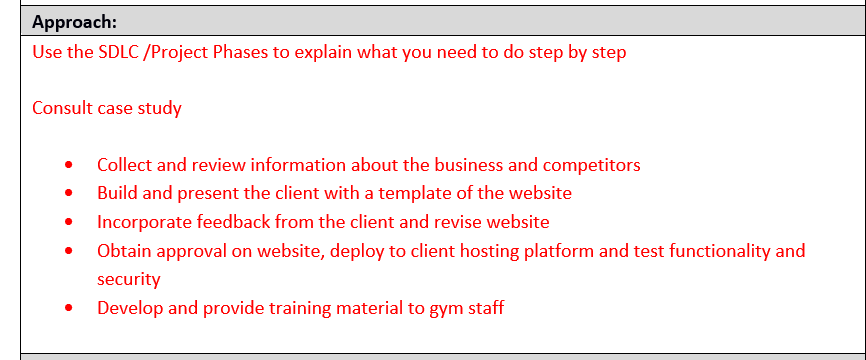 Approach:
Use the SDLC /Project Phases to explain what you need to do step by step
Consult case study
• Collect and review information about the business and competitors
• Build and present the client with a template of the website
• Incorporate feedback from the client and revise website
• Obtain approval on website, deploy to client hosting platform and test functionality and
security
• Develop and provide training material to gym staff